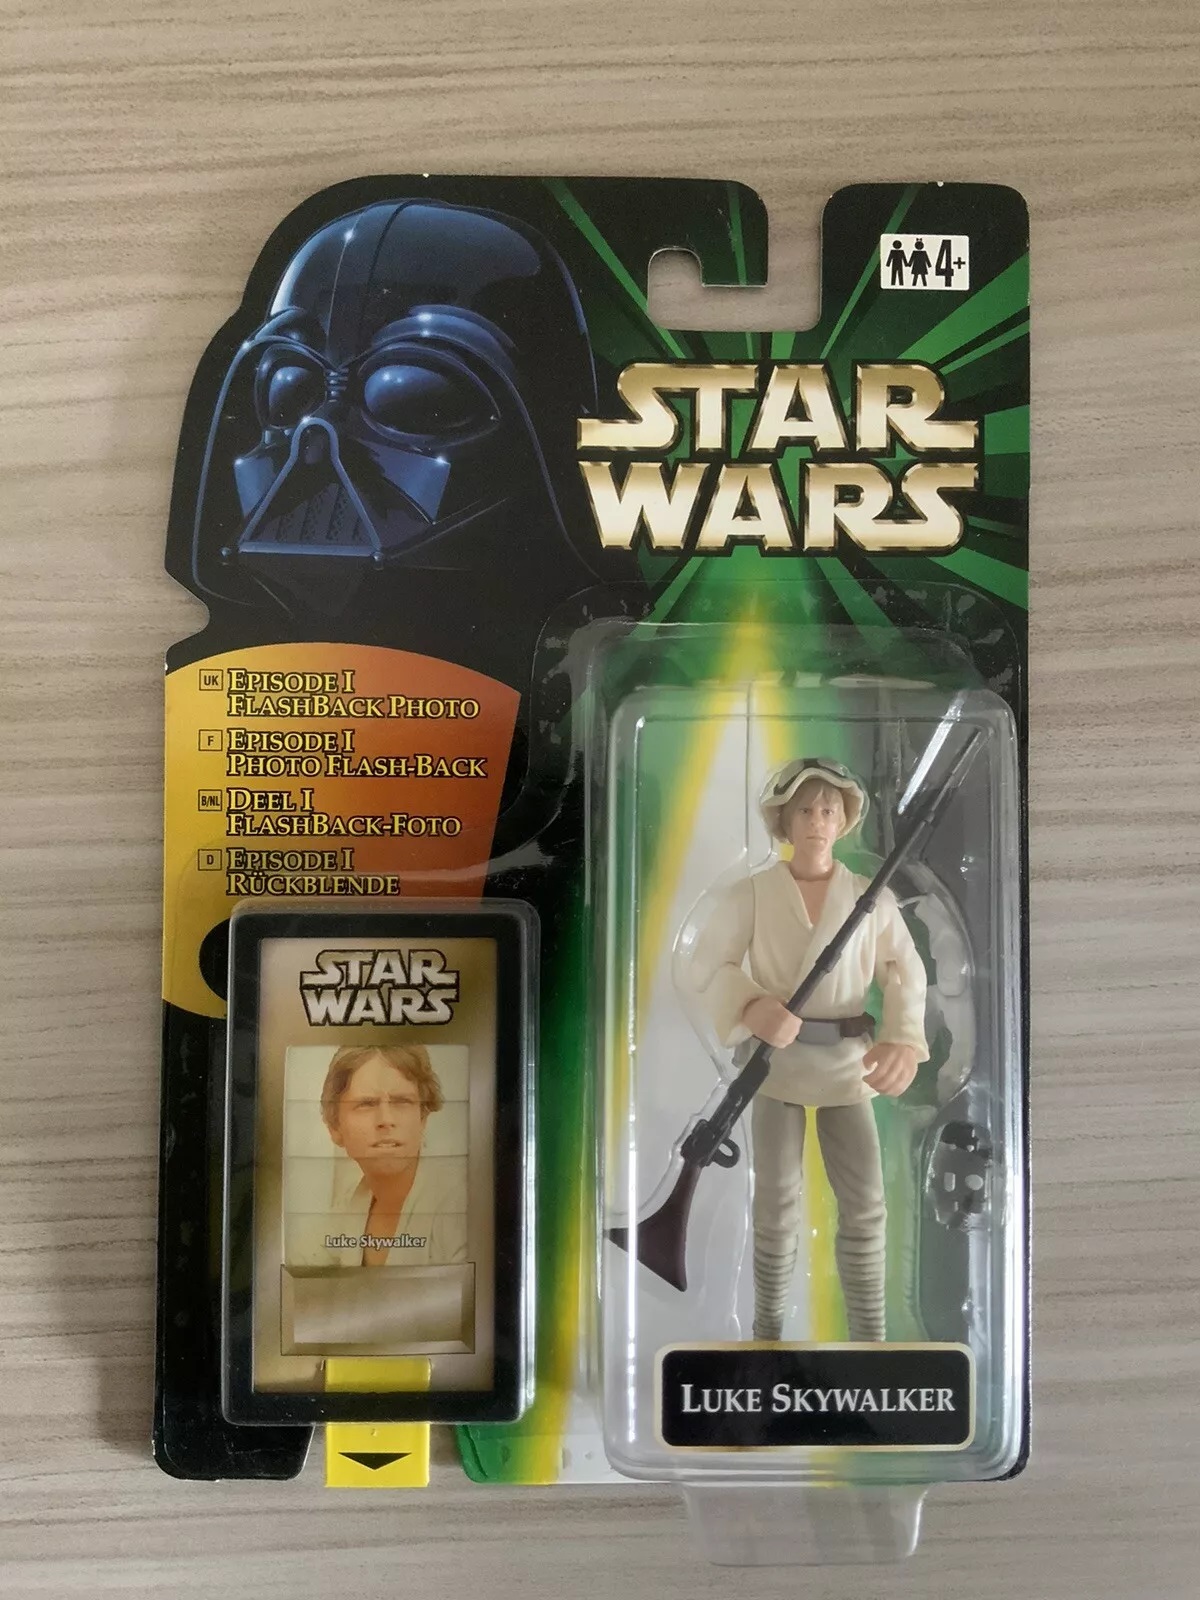 4+
STAR
WARS
UK EPISODE I
FLASHBACK PHOTO
F EPISODE I
PHOTO FLASH-BACK
B/NL DEEL I
FLASHBACK-FOTO
D EPISODE I
RÜCKBLENDE
STAR
WARS
Luke Skywalker
LUKE SKYWALKER